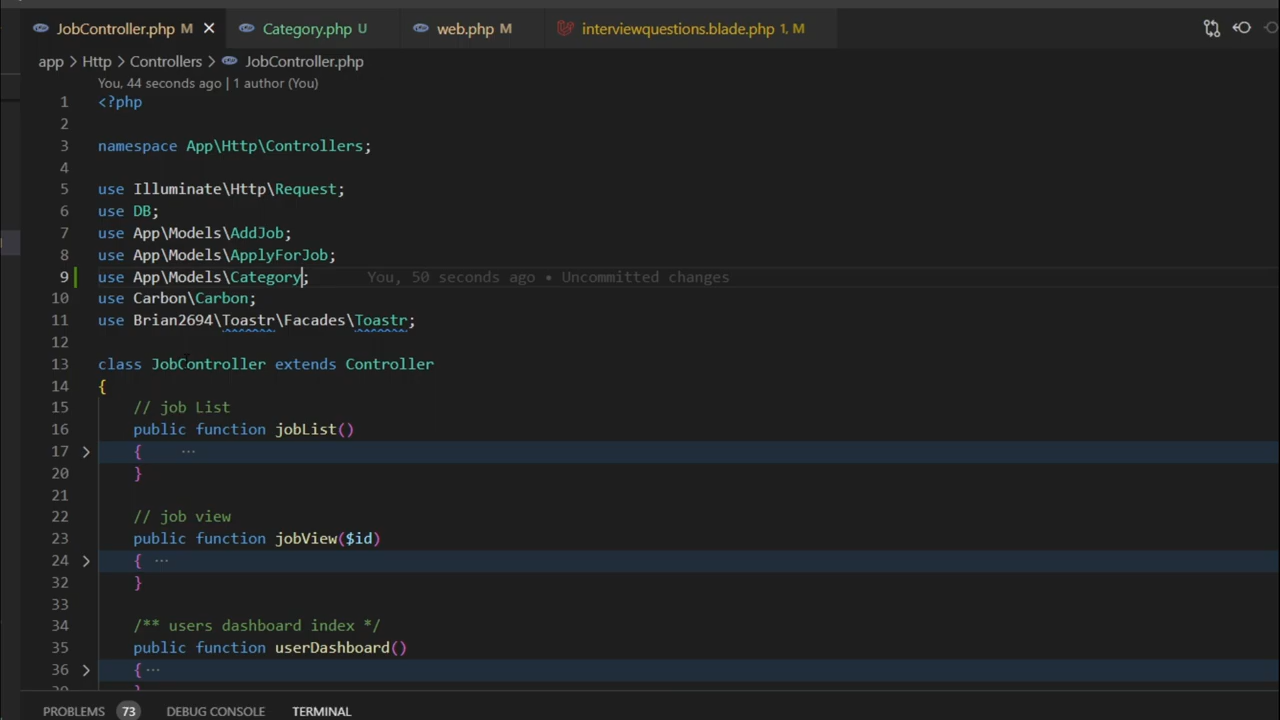 JobController.php M Category.php U web.php M interviewquestions.blade.php 1, M
app > Http > Controllers > JobController.php
You, 44 seconds ago | 1 author (You)
1 <?php
2
3 namespace App\Http\Controllers;
4
5 use Illuminate\Http\Request;
6 use DB;
7 use App\Models\AddJob;
8 use App\Models\ApplyForJob;
9 use App\Models\Category; You, 50 seconds ago • Uncommitted changes
10 use Carbon\Carbon;
11 use Brian2694\Toastr\Facades\Toastr;
12
13 class JobController extends Controller
14 {
15 // job List
16 public function jobList()
17 { ...
20 }
21
22 // job view
23 public function jobView($id)
24 { ...
32 }
33
34 /** users dashboard index */
35 public function userDashboard()
36 { ...
}
PROBLEMS 73 DEBUG CONSOLE TERMINAL